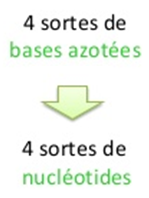 4 sortes de
bases azotées
4 sortes de
nucléotides